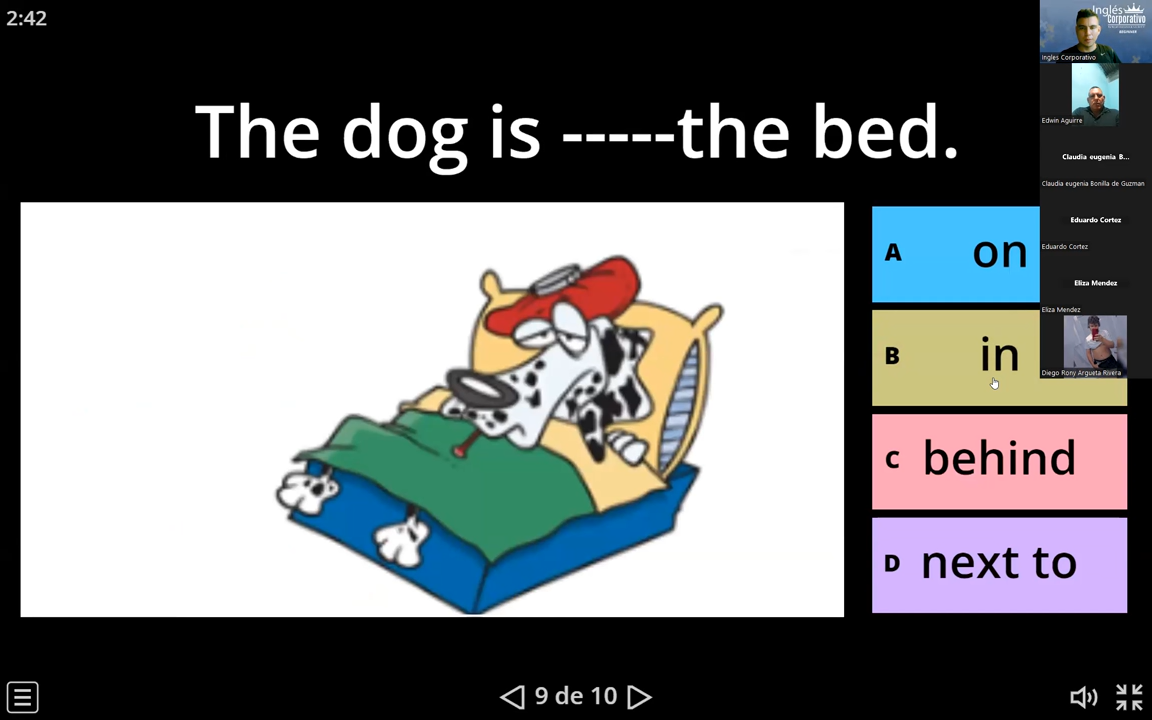 2:42
The dog is -----the bed.
A on
B in
C behind
D next to
9 de 10
Inglés
Corporativo
Ingles Corporativo
Edwin Aguirre
Claudia eugenia B...
Claudia eugenia Bonilla de Guzman
Eduardo Cortez
Eduardo Cortez
Eliza Mendez
Eliza Mendez
Diego Rony Argueta Rivera